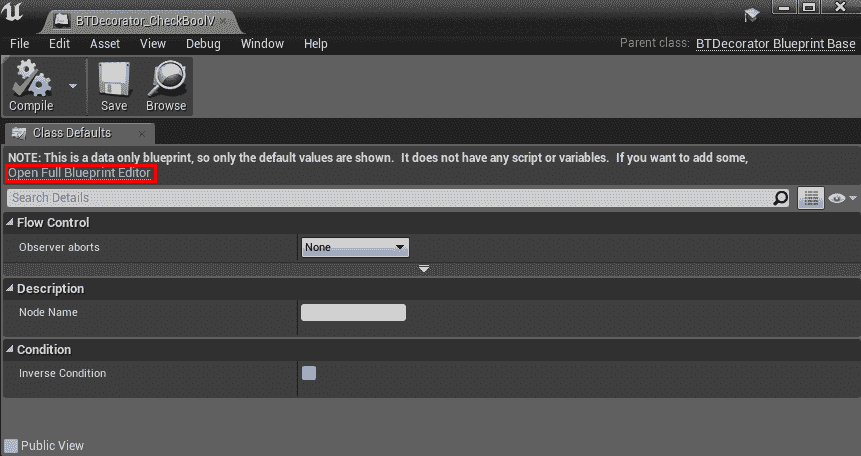 BTDecorator_CheckBoolV
File Edit Asset View Debug Window Help
Parent class: BTDecorator Blueprint Base
Compile Save Browse
Class Defaults
NOTE: This is a data only blueprint, so only the default values are shown. It does not have any script or variables. If you want to add some,
Open Full Blueprint Editor
Search Details
Flow Control
Observer aborts None
Description
Node Name
Condition
Inverse Condition
Public View